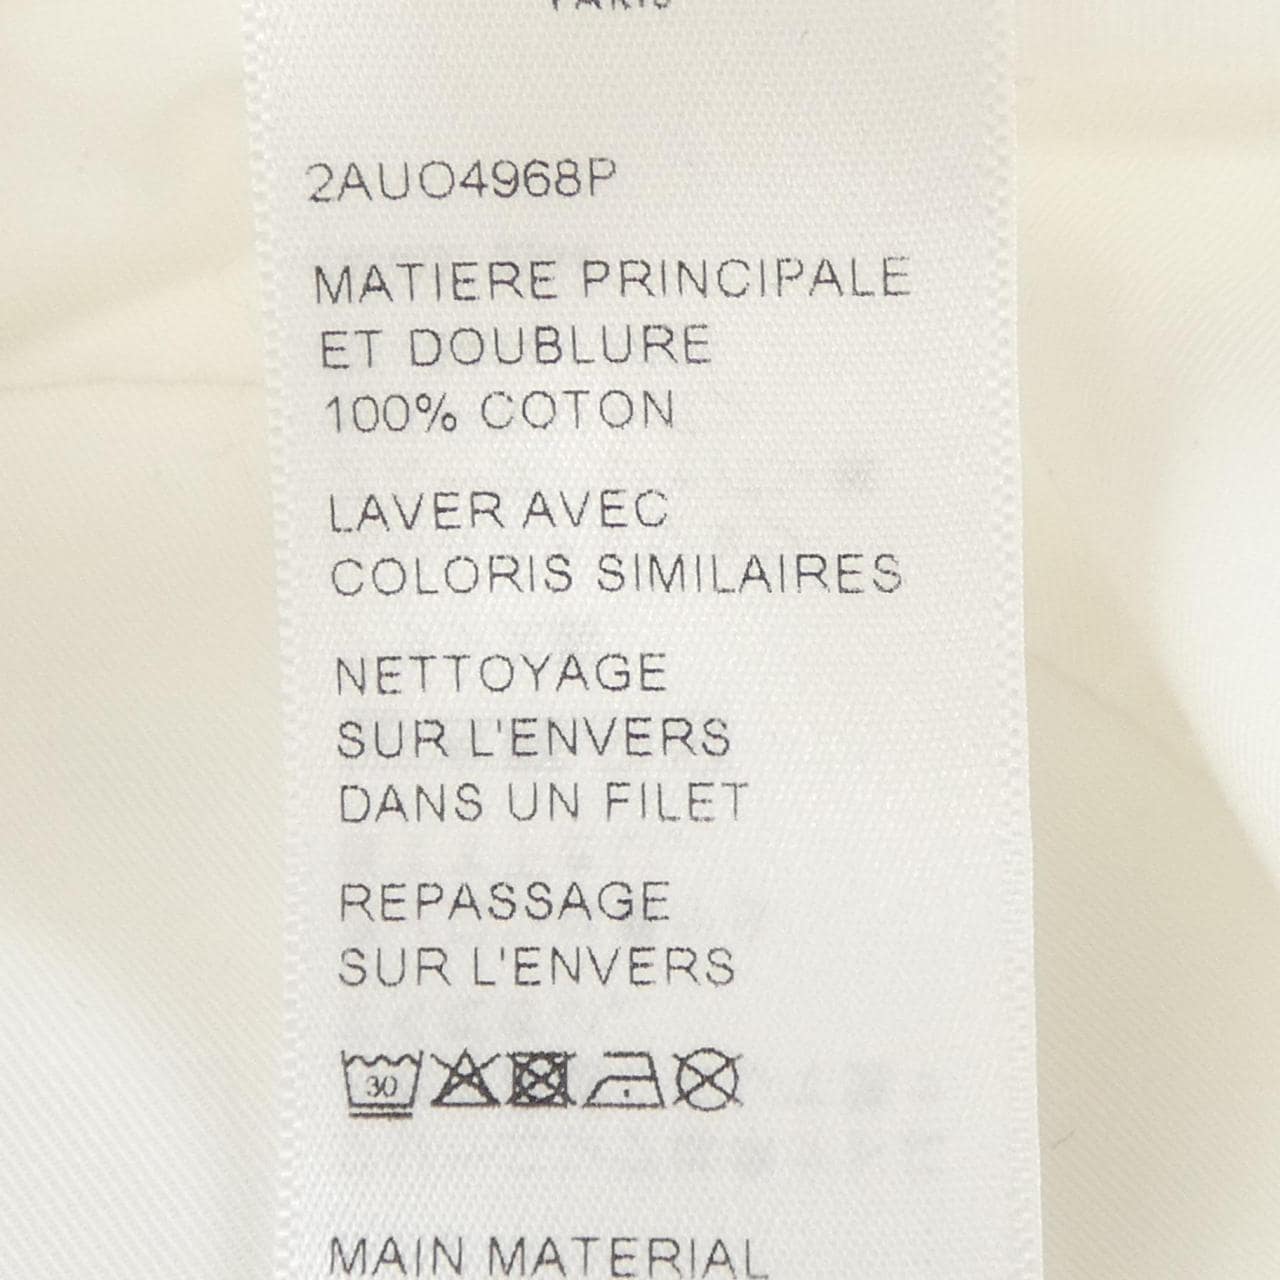 PARIS
2AUO4968P
MATIERE PRINCIPALE
ET DOUBLURE
100% COTON
LAVER AVEC
COLORIS SIMILAIRES
NETTOYAGE
SUR L'ENVERS
DANS UN FILET
REPASSAGE
SUR L'ENVERS
30
MAIN MATERIAL